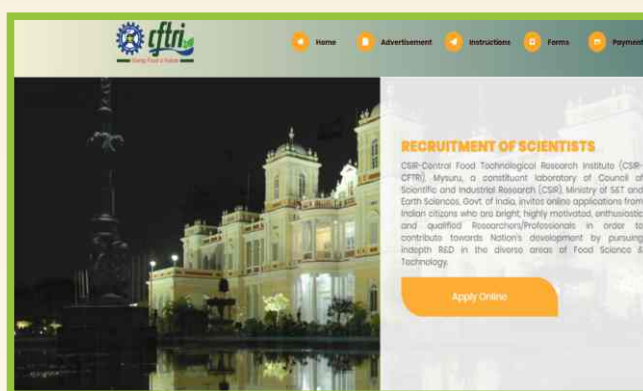 cftri
Home
Advertisement
Instructions
Forms
Payment
RECRUITMENT OF SCIENTISTS
CSIR-Central Food Technological Research Institute (CSIR-
CFTRI), Mysuru, a constituent laboratory of Council of
Scientific and Industrial Research (CSIR), Ministry of S&T and
Earth Sciences, Govt. of India, invites online applications from
Indian citizens who are bright, highly motivated, enthusiastic
and qualified Researchers/Professionals in order to
contribute towards Nation's development by pursuing
indepth R&D in the diverse areas of Food Science &
Technology.
Apply Online